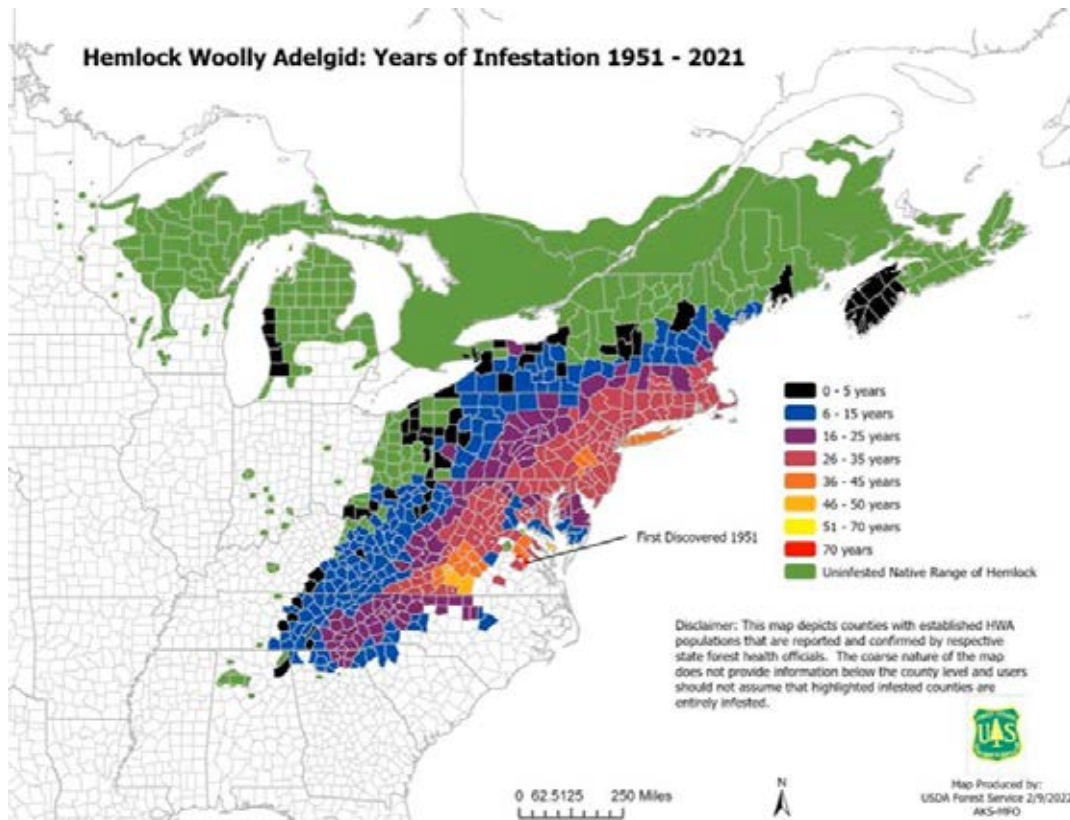 Hemlock Woolly Adelgid: Years of Infestation 1951 - 2021
0 - 5 years
6 - 15 years
16 - 25 years
26 - 35 years
36 - 45 years
46 - 50 years
51 - 70 years
70 years
Uninfested Native Range of Hemlock
First Discovered 1951
Disclaimer: This map depicts counties with established HWA
populations that are reported and confirmed by respective
state forest health officials. The coarse nature of the map
does not provide information below the county level and users
should not assume that highlighted infested counties are
entirely infested.
UAS
0 62.5125 250 Miles
N
Map Produced by:
USDA Forest Service 2/9/2022
AKS-MFO